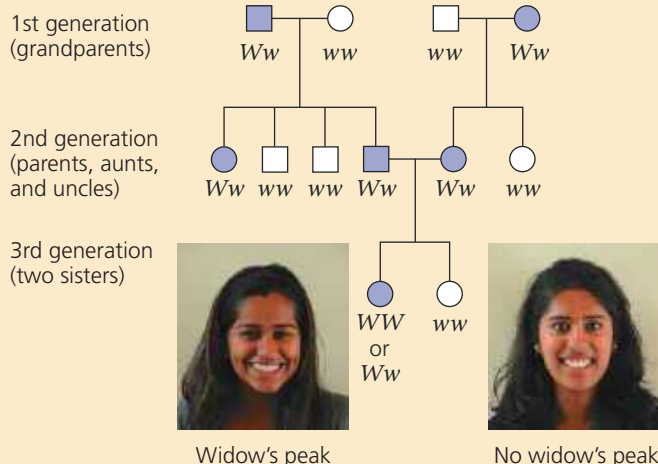 1st generation
(grandparents)
Ww ww ww Ww
2nd generation
(parents, aunts,
and uncles)
Ww ww ww Ww Ww ww
3rd generation
(two sisters)
WW
or
Ww
ww
Widow's peak
No widow's peak